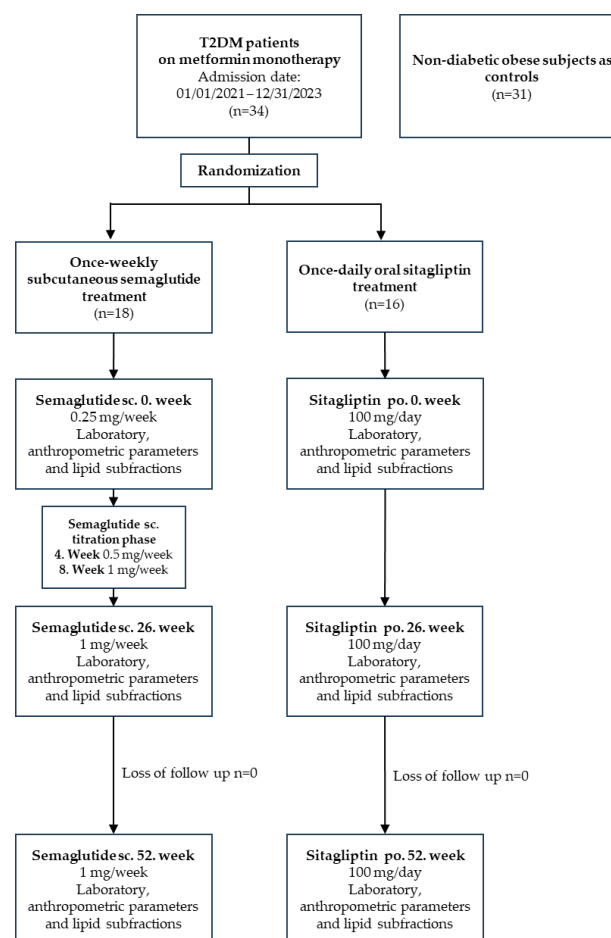 T2DM patients
on metformin monotherapy
Admission date:
01/01/2021–12/31/2023
(n=34)
Non-diabetic obese subjects as
controls
(n=31)
Randomization
Once-weekly
subcutaneous semaglutide
treatment
(n=18)
Once-daily oral sitagliptin
treatment
(n=16)
Semaglutide sc. 0. week
0.25 mg/week
Laboratory,
anthropometric parameters
and lipid subfractions
Sitagliptin po. 0. week
100 mg/day
Laboratory,
anthropometric parameters
and lipid subfractions
Semaglutide sc.
titration phase
4. Week 0.5 mg/week
8. Week 1 mg/week
Semaglutide sc. 26. week
1 mg/week
Laboratory,
anthropometric parameters
and lipid subfractions
Sitagliptin po. 26. week
100 mg/day
Laboratory,
anthropometric parameters
and lipid subfractions
Loss of follow up n=0
Loss of follow up n=0
Semaglutide sc. 52. week
1 mg/week
Laboratory,
anthropometric parameters
and lipid subfractions
Sitagliptin po. 52. week
100 mg/day
Laboratory,
anthropometric parameters
and lipid subfractions